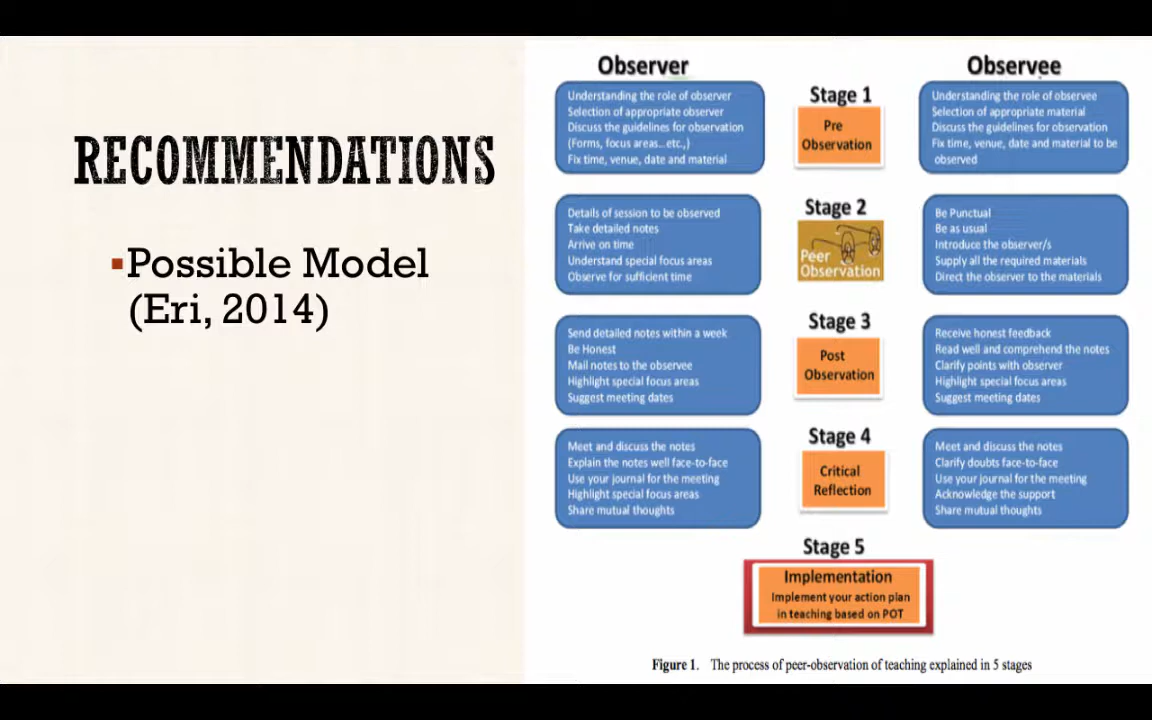 RECOMMENDATIONS
▪Possible Model
(Eri, 2014)
Observer
Observee
Stage 1
Pre
Observation
Understanding the role of observer
Selection of appropriate observer
Discuss the guidelines for observation
(Forms, focus areas...etc.,)
Fix time, venue, date and material
Understanding the role of observee
Selection of appropriate material
Discuss the guidelines for observation
Fix time, venue, date and material to be
observed
Stage 2
Peer
Observation
Details of session to be observed
Take detailed notes
Arrive on time
Understand special focus areas
Observe for sufficient time
Be Punctual
Be as usual
Introduce the observer/s
Supply all the required materials
Direct the observer to the materials
Stage 3
Post
Observation
Send detailed notes within a week
Be Honest
Mail notes to the observee
Highlight special focus areas
Suggest meeting dates
Receive honest feedback
Read well and comprehend the notes
Clarify points with observer
Highlight special focus areas
Suggest meeting dates
Stage 4
Critical
Reflection
Meet and discuss the notes
Explain the notes well face-to-face
Use your journal for the meeting
Highlight special focus areas
Share mutual thoughts
Meet and discuss the notes
Clarify doubts face-to-face
Use your journal for the meeting
Acknowledge the support
Share mutual thoughts
Stage 5
Implementation
Implement your action plan
in teaching based on POT
Figure 1. The process of peer-observation of teaching explained in 5 stages